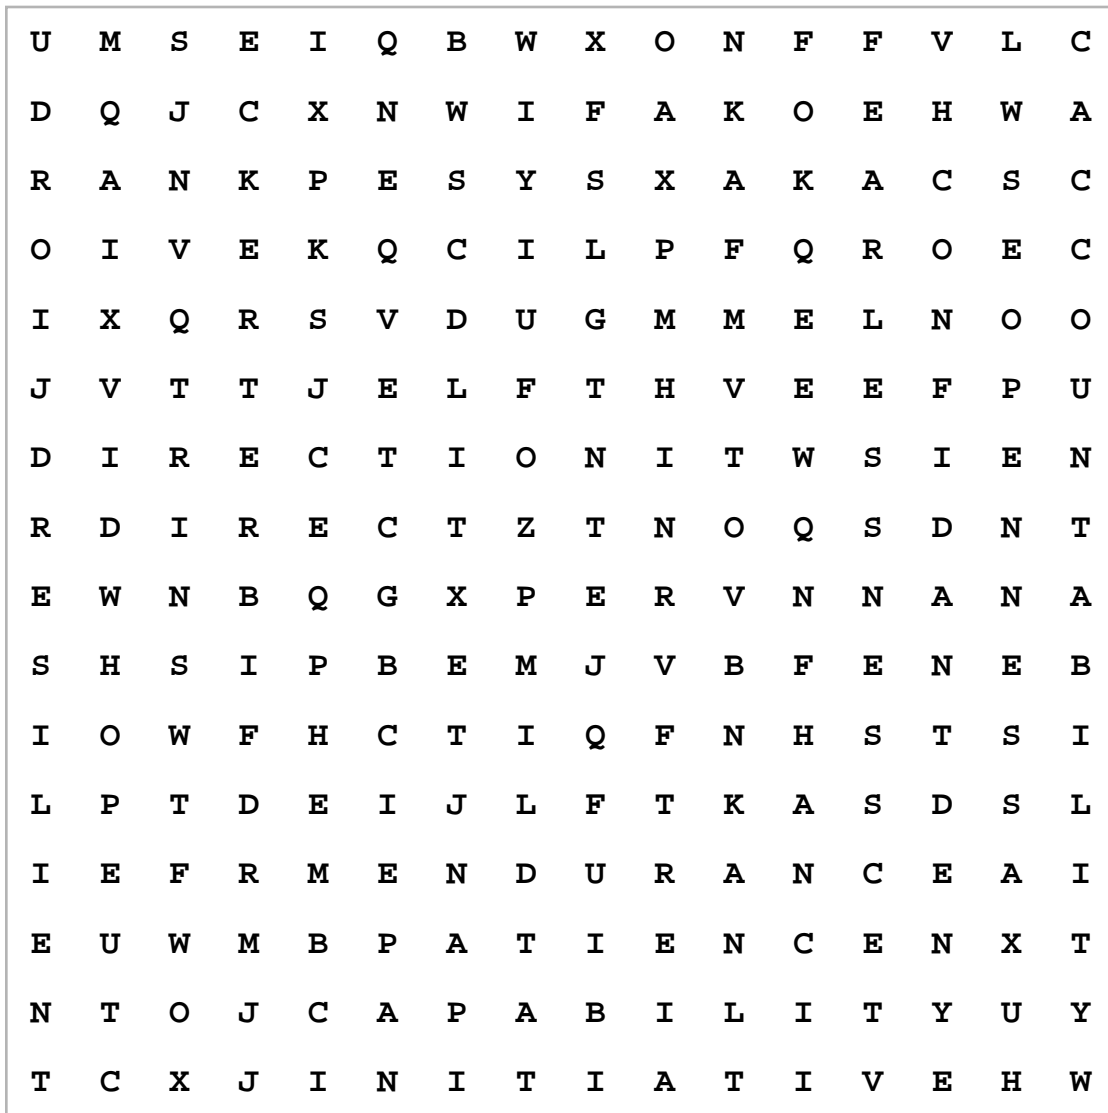 U M S E I Q B W X O N F F V L C
D Q J C X N W I F A K O E H W A
R A N K P E S Y S X A K A C S C
O I V E K Q C I L P F Q R O E C
I X Q R S V D U G M M E L N O O
J V T T J E L F T H V E E F P U
D I R E C T I O N I T W S I E N
R D I R E C T Z T N O Q S D N T
E W N B Q G X P E R V N N A N A
S H S I P B E M J V B F E N E B
I O W F H C T I Q F N H S T S I
L P T D E I J L F T K A S D S L
I E F R M E N D U R A N C E A I
E U W M B P A T I E N C E N X T
N T O J C A P A B I L I T Y U Y
T C X J I N I T I A T I V E H W